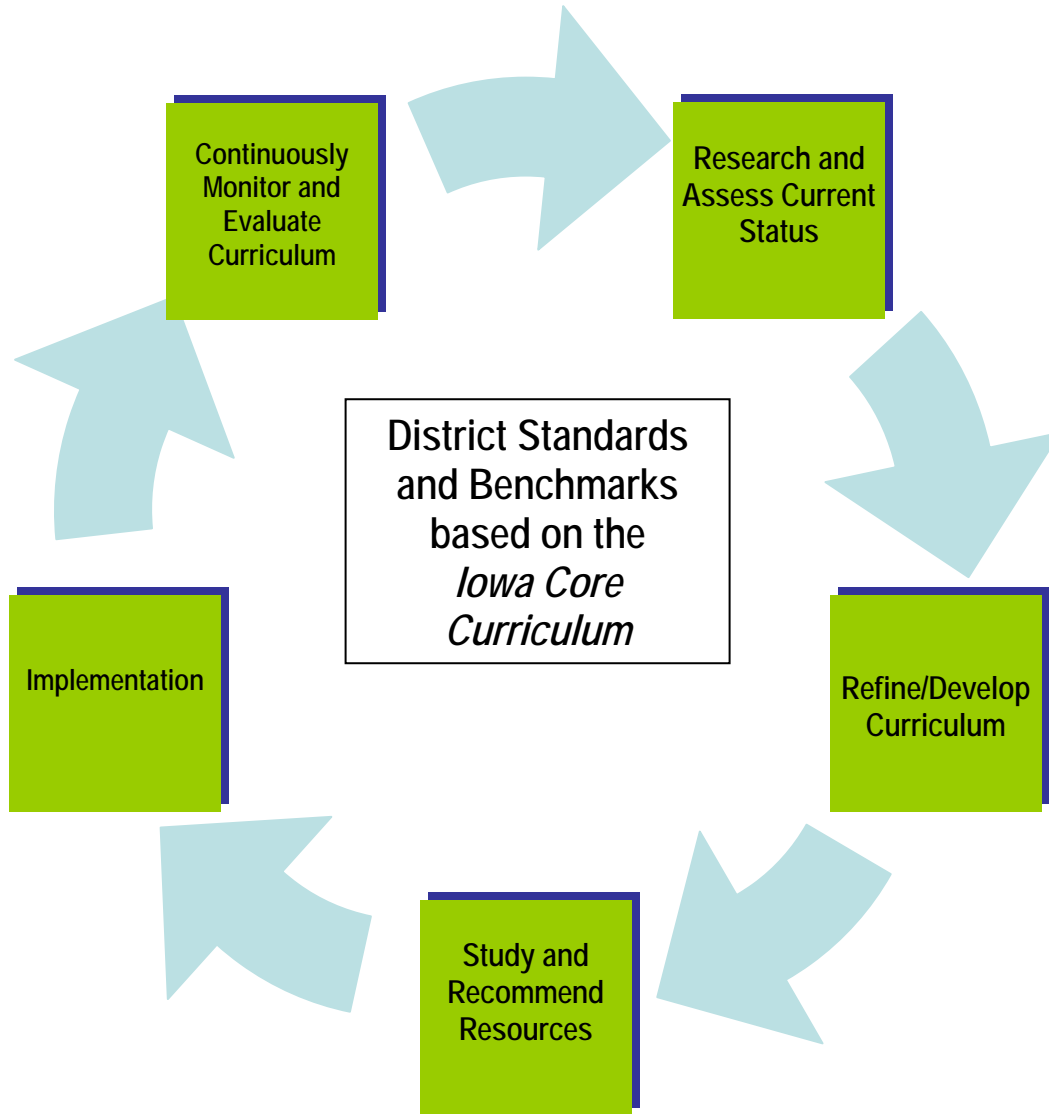 Continuously
Monitor and
Evaluate
Curriculum
Research and
Assess Current
Status
District Standards
and Benchmarks
based on the
Iowa Core
Curriculum
Implementation
Refine/Develop
Curriculum
Study and
Recommend
Resources